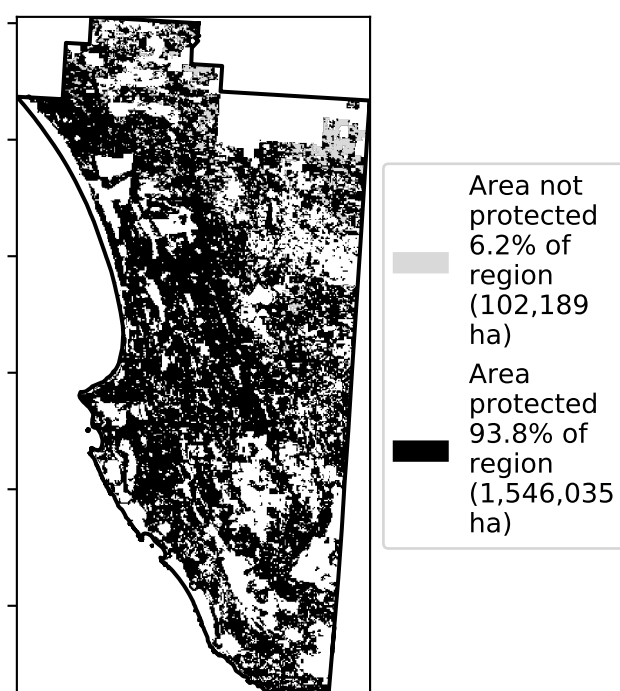 Area not
protected
6.2% of
region
(102,189
ha)
Area
protected
93.8% of
region
(1,546,035
ha)